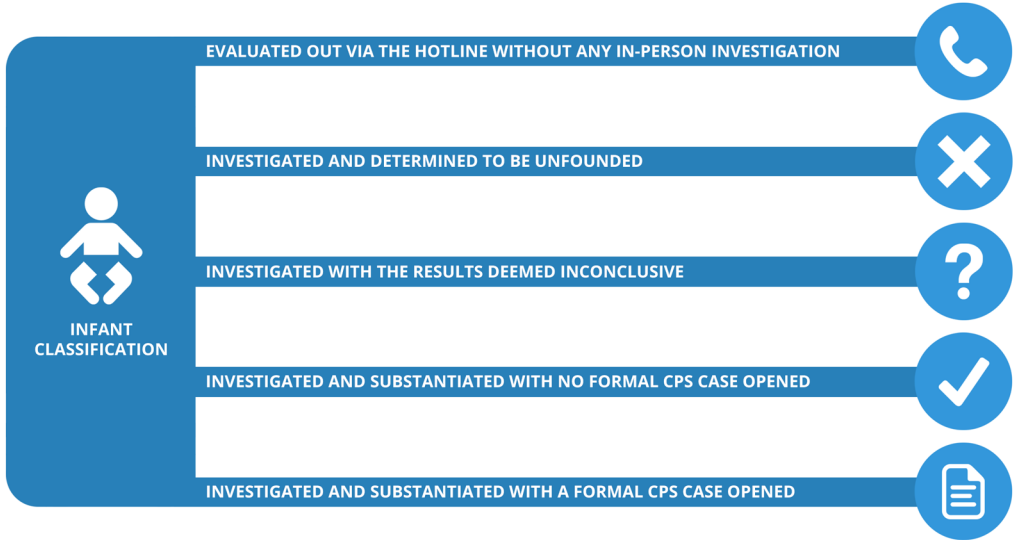 EVALUATED OUT VIA THE HOTLINE WITHOUT ANY IN-PERSON INVESTIGATION
INVESTIGATED AND DETERMINED TO BE UNFOUNDED
INVESTIGATED WITH THE RESULTS DEEMED INCONCLUSIVE
INFANT
CLASSIFICATION
INVESTIGATED AND SUBSTANTIATED WITH NO FORMAL CPS CASE OPENED
INVESTIGATED AND SUBSTANTIATED WITH A FORMAL CPS CASE OPENED